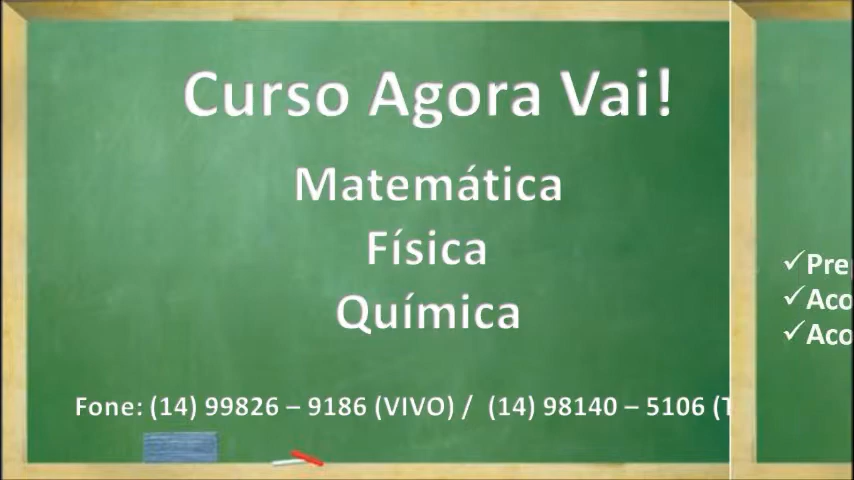 Curso Agora Vai!
Matemática
Física
Química
Fone: (14) 99826 – 9186 (VIVO) / (14) 98140 – 5106 (T
✓Pre
✓Aco
✓Aco